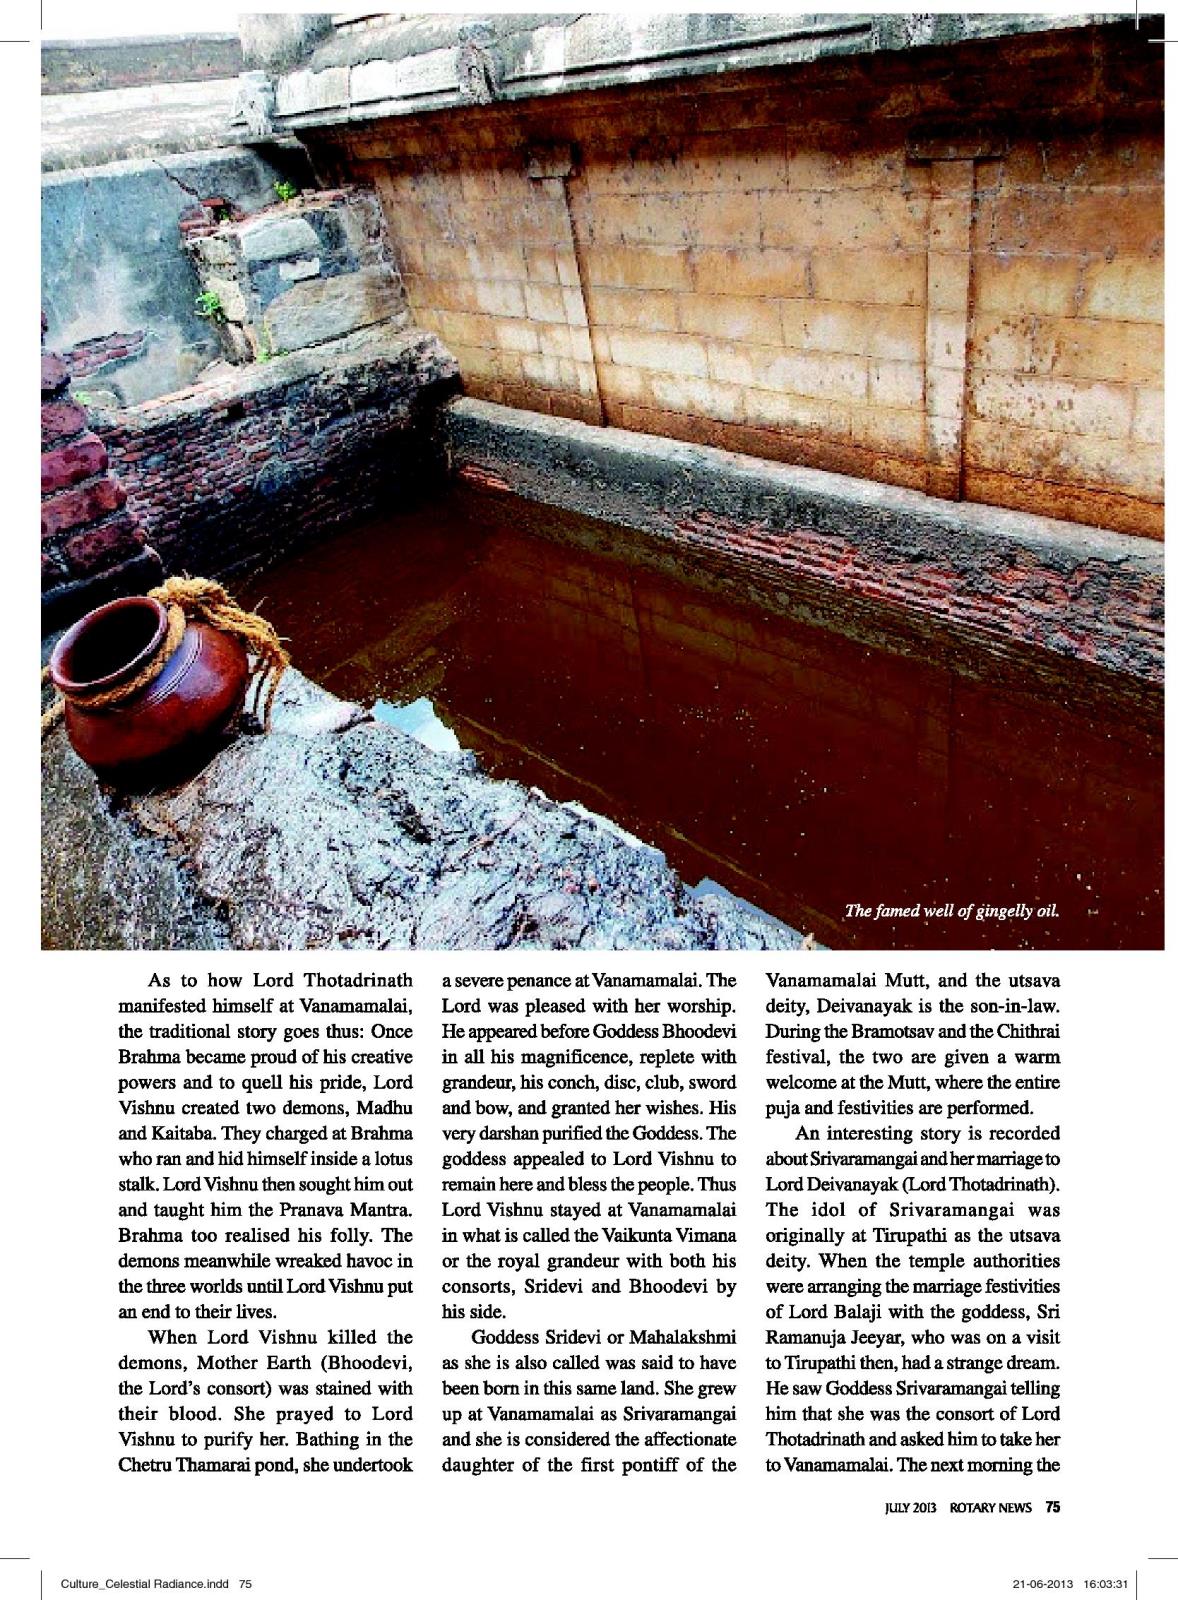 The famed well of gingelly oil.
As to how Lord Thotadrinath
manifested himself at Vanamamalai,
the traditional story goes thus: Once
Brahma became proud of his creative
powers and to quell his pride, Lord
Vishnu created two demons, Madhu
and Kaitaba. They charged at Brahma
who ran and hid himself inside a lotus
stalk. Lord Vishnu then sought him out
and taught him the Pranava Mantra.
Brahma too realised his folly. The
demons meanwhile wreaked havoc in
the three worlds until Lord Vishnu put
an end to their lives.
When Lord Vishnu killed the
demons, Mother Earth (Bhoodevi,
the Lord's consort) was stained with
their blood. She prayed to Lord
Vishnu to purify her. Bathing in the
Chetru Thamarai pond, she undertook
a severe penance at Vanamamalai. The
Lord was pleased with her worship.
He appeared before Goddess Bhoodevi
in all his magnificence, replete with
grandeur, his conch, disc, club, sword
and bow, and granted her wishes. His
very darshan purified the Goddess. The
goddess appealed to Lord Vishnu to
remain here and bless the people. Thus
Lord Vishnu stayed at Vanamamalai
in what is called the Vaikunta Vimana
or the royal grandeur with both his
consorts, Sridevi and Bhoodevi by
his side.
Goddess Sridevi or Mahalakshmi
as she is also called was said to have
been born in this same land. She grew
up at Vanamamalai as Srivaramangai
and she is considered the affectionate
daughter of the first pontiff of the
Vanamamalai Mutt, and the utsava
deity, Deivanayak is the son-in-law.
During the Bramotsav and the Chithrai
festival, the two are given a warm
welcome at the Mutt, where the entire
puja and festivities are performed.
An interesting story is recorded
about Srivaramangai and her marriage to
Lord Deivanayak (Lord Thotadrinath).
The idol of Srivaramangai was
originally at Tirupathi as the utsava
deity. When the temple authorities
were arranging the marriage festivities
of Lord Balaji with the goddess, Sri
Ramanuja Jeeyar, who was on a visit
to Tirupathi then, had a strange dream.
He saw Goddess Srivaramangai telling
him that she was the consort of Lord
Thotadrinath and asked him to take her
to Vanamamalai. The next morning the
JULY 2013 ROTARY NEWS 75
Culture_Celestial Radiance.indd 75
21-06-2013 16:03:31